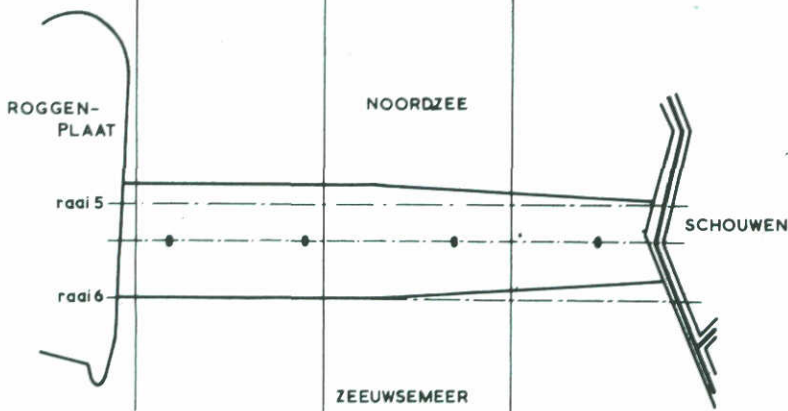 NOORDZEE
ROGGEN-
PLAAT
raai 5
SCHOUWEN
raai 6
ZEEUWSEMEER